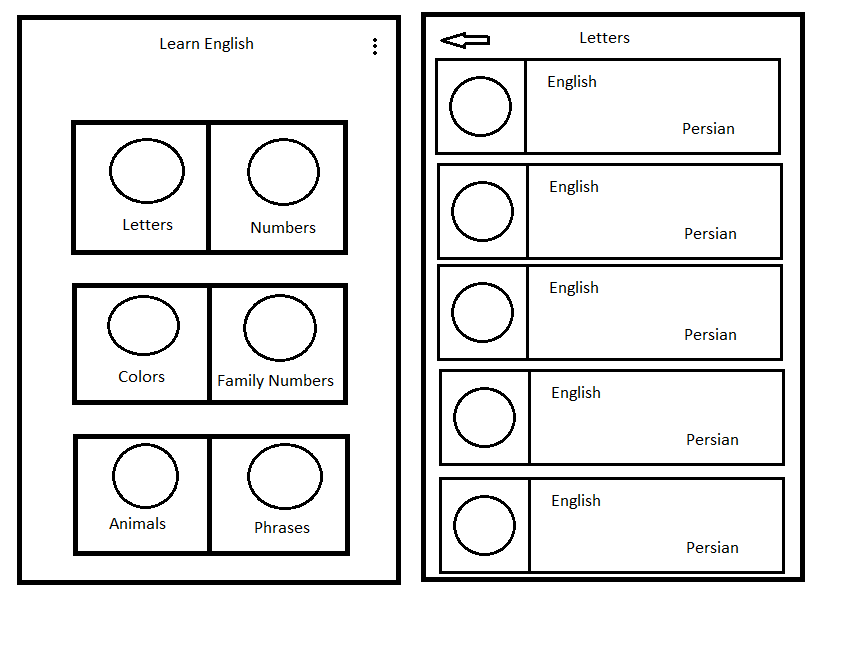 Learn English
Letters
Numbers
Colors
Family Numbers
Animals
Phrases
Letters
English
Persian
English
Persian
English
Persian
English
Persian
English
Persian